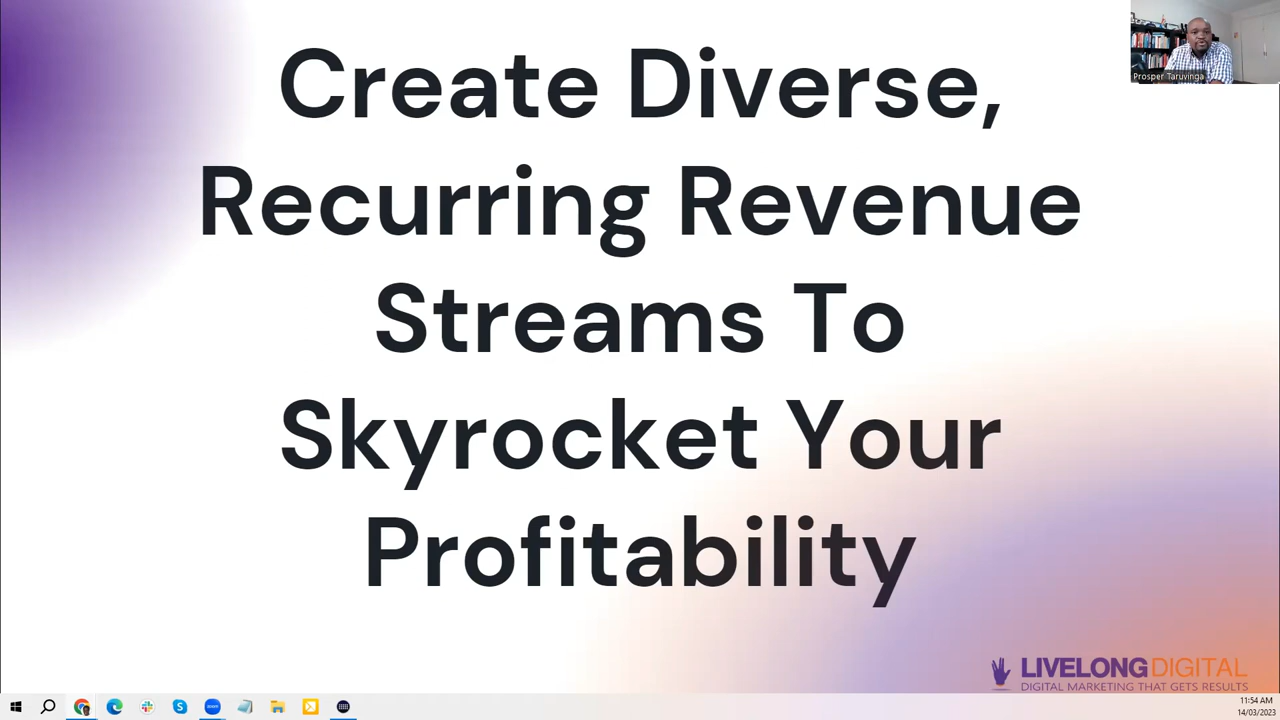 Create Diverse,
Recurring Revenue
Streams To
Skyrocket Your
Profitability
Prosper Taruvinga
LIVELONG DIGITAL
DIGITAL MARKETING THAT GETS RESULTS
zoom
11:54 AM
14/03/2023